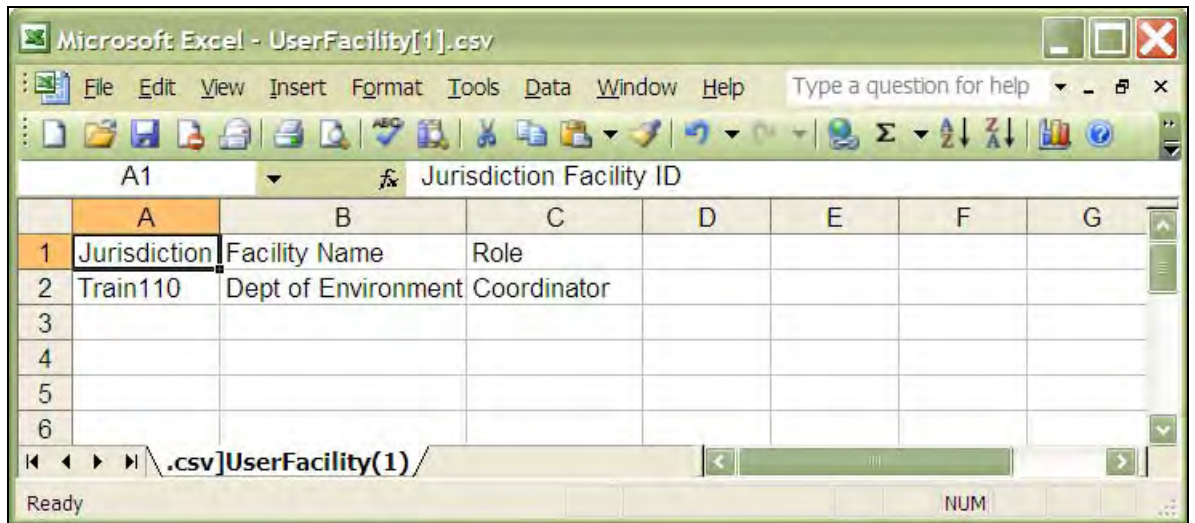 Microsoft Excel - UserFacility[1].csv
File Edit View Insert Format Tools Data Window Help Type a question for help
A1 fx Jurisdiction Facility ID
A B C D E F G
1 Jurisdiction Facility Name Role
2 Train110 Dept of Environment Coordinator
3
4
5
6
.csv]UserFacility(1)
Ready NUM